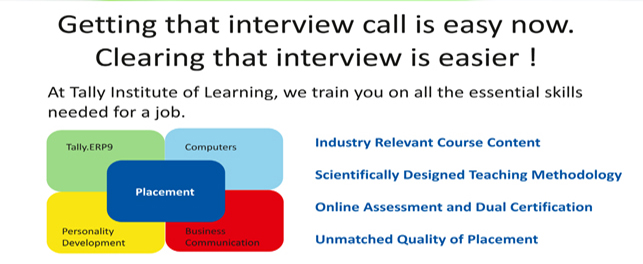 Getting that interview call is easy now.
Clearing that interview is easier !
At Tally Institute of Learning, we train you on all the essential skills
needed for a job.
Tally.ERP9
Computers
Placement
Personality
Development
Business
Communication
Industry Relevant Course Content
Scientifically Designed Teaching Methodology
Online Assessment and Dual Certification
Unmatched Quality of Placement